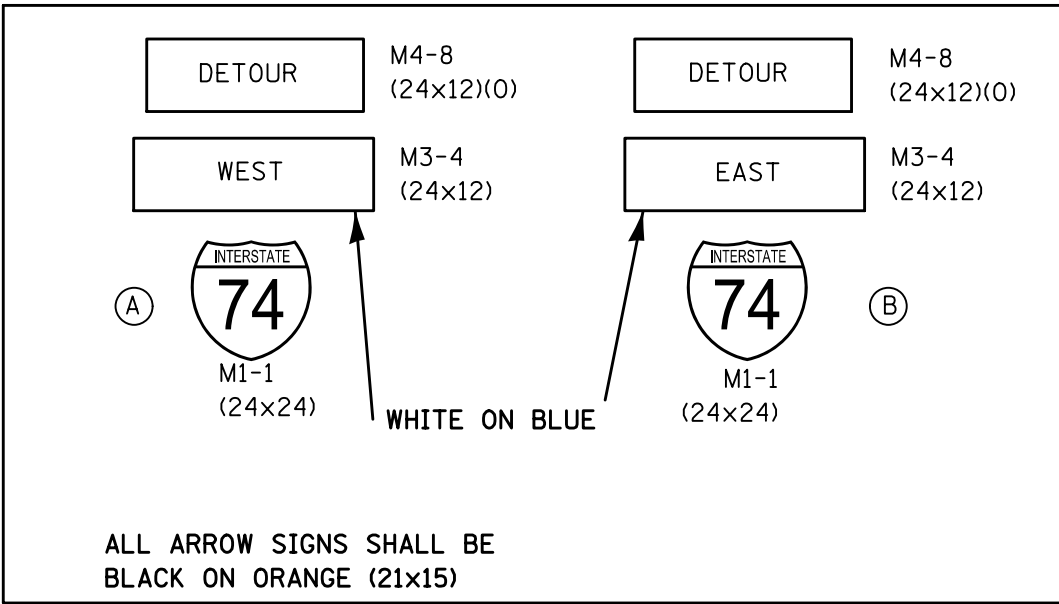 DETOUR
M4-8
(24x12)(O)
WEST
M3-4
(24x12)
A
INTERSTATE
74
M1-1
(24x24)
DETOUR
M4-8
(24x12)(O)
EAST
M3-4
(24x12)
INTERSTATE
74
B
M1-1
(24x24)
WHITE ON BLUE
ALL ARROW SIGNS SHALL BE
BLACK ON ORANGE (21x15)